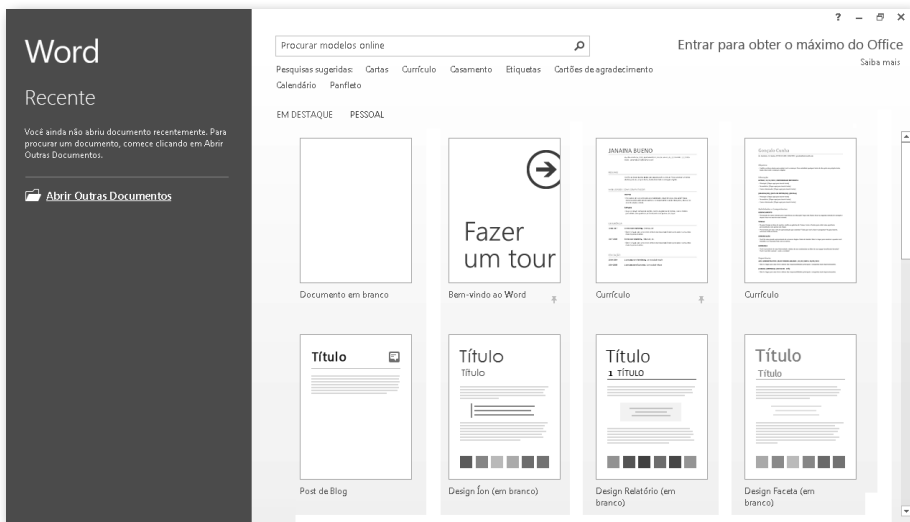 ?
Word
Procurar modelos online
Entrar para obter o máximo do Office
Saiba mais
Pesquisas sugeridas: Cartas Currículo Casamento Etiquetas Cartões de agradecimento
Calendário Panfleto
Recente
EM DESTAQUE PESSOAL
Você ainda não abriu documento recentemente. Para
procurar um documento, comece clicando em Abrir
Outras Documentos.
Abrir Outras Documentos
JANAINA BUENO
Gonçalo Cunha
Fazer
um tour
Documento em branco
Bem-vindo ao Word
Currículo
Currículo
Título
Título
Título
Título
1 TÍTULO
Título
Título
Post de Blog
Design Íon (em branco)
Design Relatório (em
branco)
Design Faceta (em
branco)